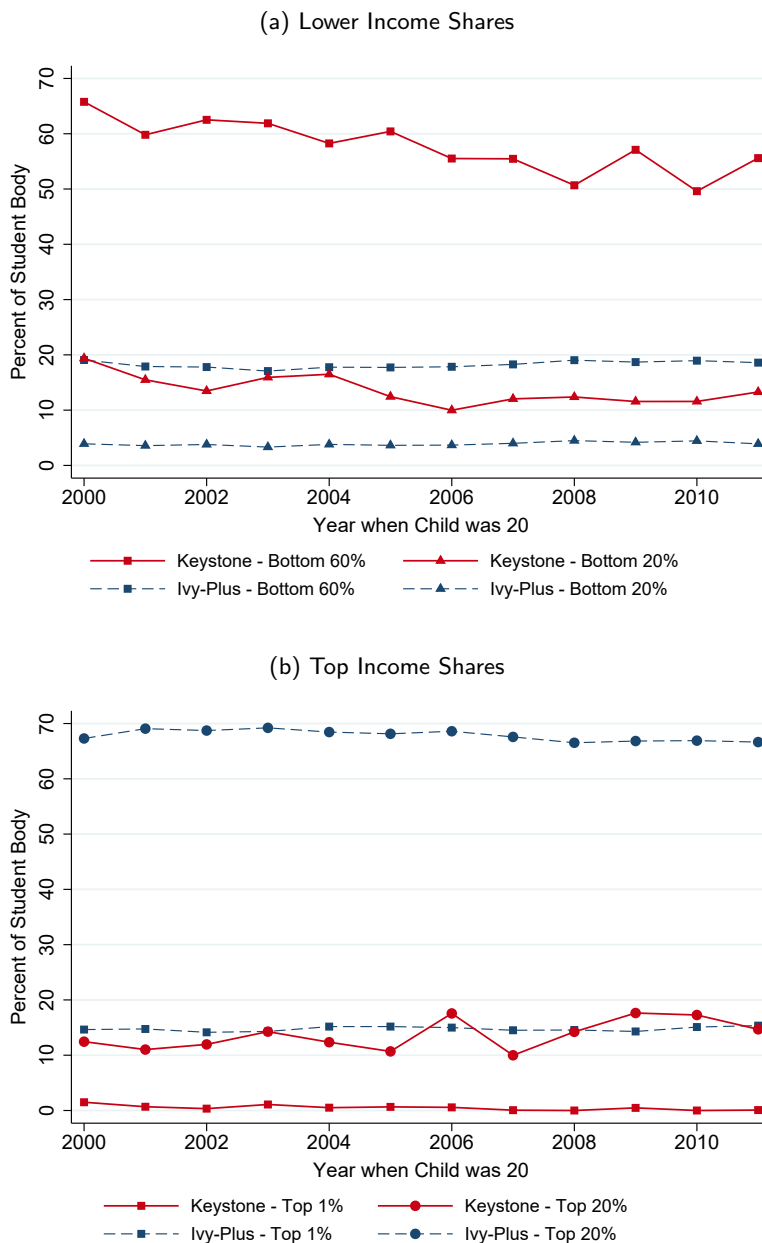 (a) Lower Income Shares
70
60
50
40
30
20
10
0
Percent of Student Body
2000 2002 2004 2006 2008 2010
Year when Child was 20
Keystone - Bottom 60% Keystone - Bottom 20%
Ivy-Plus - Bottom 60% Ivy-Plus - Bottom 20%
(b) Top Income Shares
70
60
50
40
30
20
10
0
Percent of Student Body
2000 2002 2004 2006 2008 2010
Year when Child was 20
Keystone - Top 1% Keystone - Top 20%
Ivy-Plus - Top 1% Ivy-Plus - Top 20%